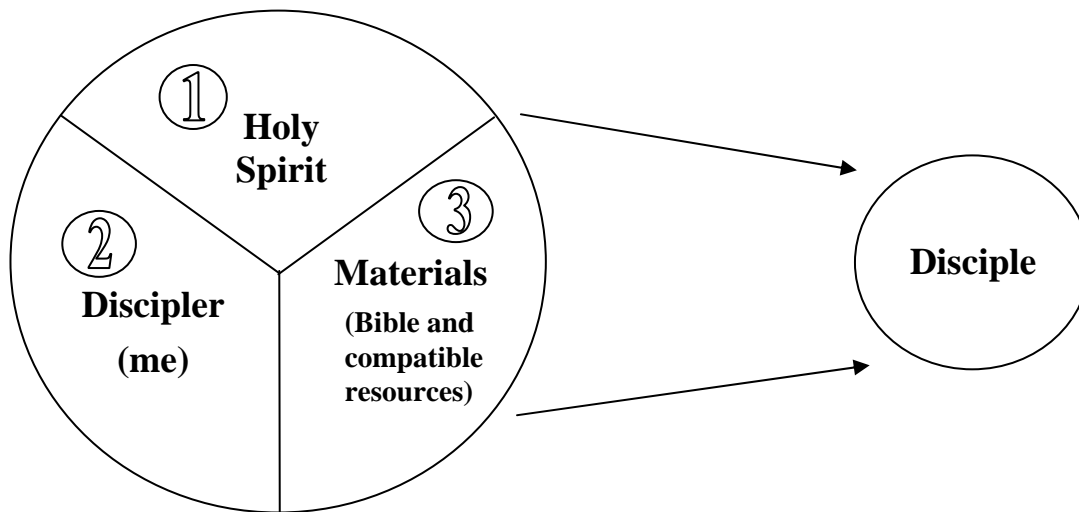 1
Holy
Spirit
2
Discipler
(me)
3
Materials
(Bible and
compatible
resources)
Disciple